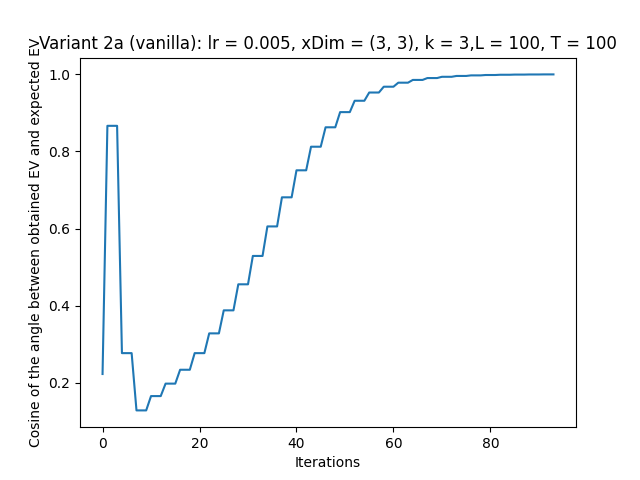 Variant 2a (vanilla): lr = 0.005, xDim = (3, 3), k = 3,L = 100, T = 100
Cosine of the angle between obtained EV and expected EV
1.0
0.8
0.6
0.4
0.2
0 20 40 60 80
Iterations